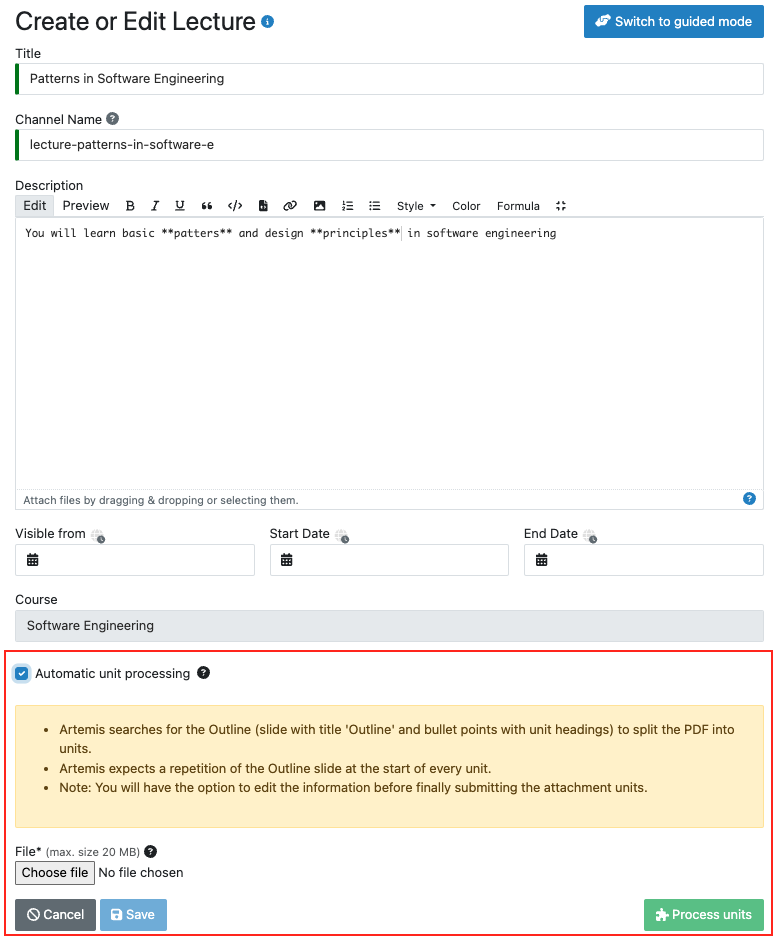 Create or Edit Lecture
Switch to guided mode
Title
Patterns in Software Engineering
Channel Name
lecture-patterns-in-software-e
Description
Edit Preview B I U Style Color Formula
You will learn basic **patters** and design **principles** in software engineering
Attach files by dragging & dropping or selecting them.
Visible from Start Date End Date
Course
Software Engineering
Automatic unit processing
• Artemis searches for the Outline (slide with title 'Outline' and bullet points with unit headings) to split the PDF into
units.
• Artemis expects a repetition of the Outline slide at the start of every unit.
• Note: You will have the option to edit the information before finally submitting the attachment units.
File* (max. size 20 MB)
Choose file No file chosen
Cancel Save Process units